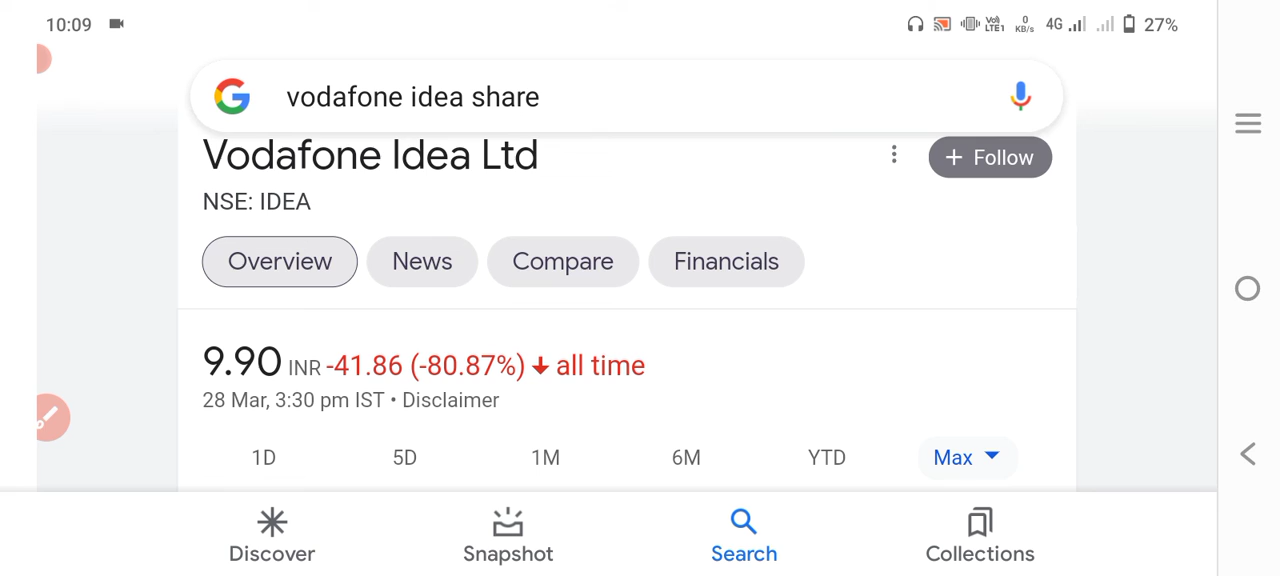 10:09 Vo) LTE1 0 KB/s 4G 27%
vodafone idea share
Vodafone Idea Ltd
+ Follow
NSE: IDEA
Overview News Compare Financials
9.90 INR -41.86 (-80.87%) ↓ all time
28 Mar, 3:30 pm IST • Disclaimer
1D 5D 1M 6M YTD Max
Discover Snapshot Search Collections